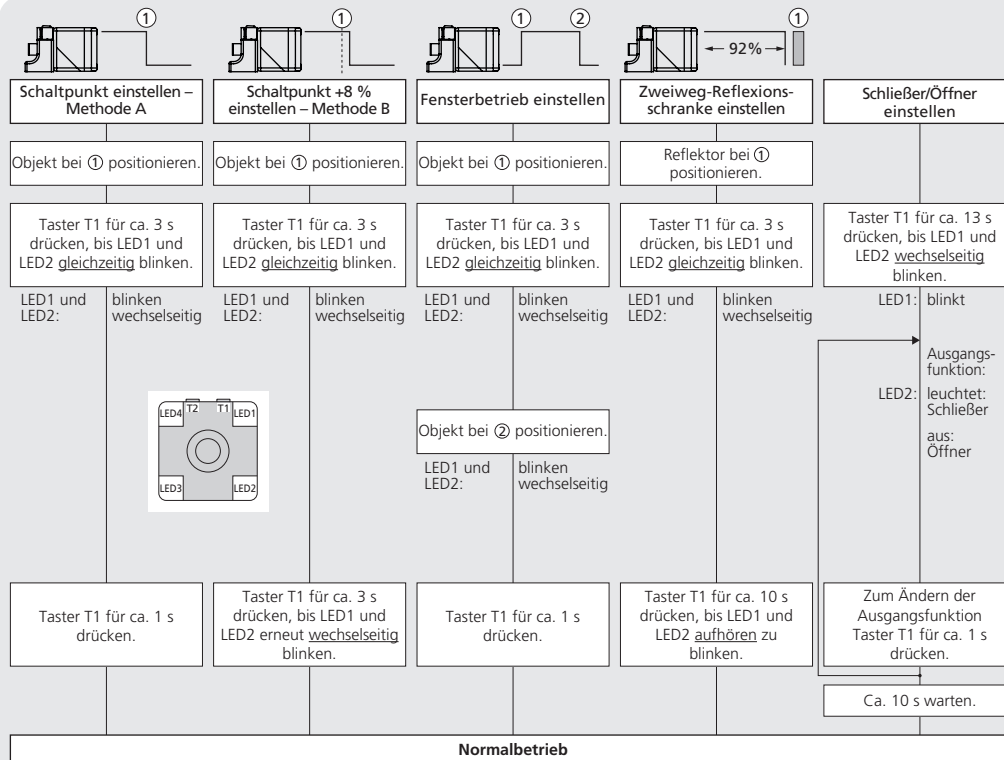 ①
①
①
②
92%
①
Schaltpunkt einstellen –
Methode A
Objekt bei ① positionieren.
Taster T1 für ca. 3 s
drücken, bis LED1 und
LED2 gleichzeitig blinken.
LED1 und
LED2:
blinken
wechselseitig
Taster T1 für ca. 1 s
drücken.
Schaltpunkt +8 %
einstellen – Methode B
Objekt bei ① positionieren.
Taster T1 für ca. 3 s
drücken, bis LED1 und
LED2 gleichzeitig blinken.
LED1 und
LED2:
blinken
wechselseitig
Taster T1 für ca. 3 s
drücken, bis LED1 und
LED2 erneut wechselseitig
blinken.
Fensterbetrieb einstellen
Objekt bei ① positionieren.
Taster T1 für ca. 3 s
drücken, bis LED1 und
LED2 gleichzeitig blinken.
LED1 und
LED2:
blinken
wechselseitig
Objekt bei ② positionieren.
LED1 und
LED2:
blinken
wechselseitig
Taster T1 für ca. 1 s
drücken.
Zweiweg-Reflexions-
schranke einstellen
Reflektor bei ①
positionieren.
Taster T1 für ca. 3 s
drücken, bis LED1 und
LED2 gleichzeitig blinken.
LED1 und
LED2:
blinken
wechselseitig
Taster T1 für ca. 10 s
drücken, bis LED1 und
LED2 aufhören zu
blinken.
Schließer/Öffner
einstellen
Taster T1 für ca. 13 s
drücken, bis LED1 und
LED2 wechselseitig
blinken.
LED1: blinkt
Ausgangs-
funktion:
LED2: leuchtet:
Schließer
aus:
Öffner
Zum Ändern der
Ausgangsfunktion
Taster T1 für ca. 1 s
drücken.
Ca. 10 s warten.
LED4 T2 T1 LED1
LED3 LED2
Normalbetrieb